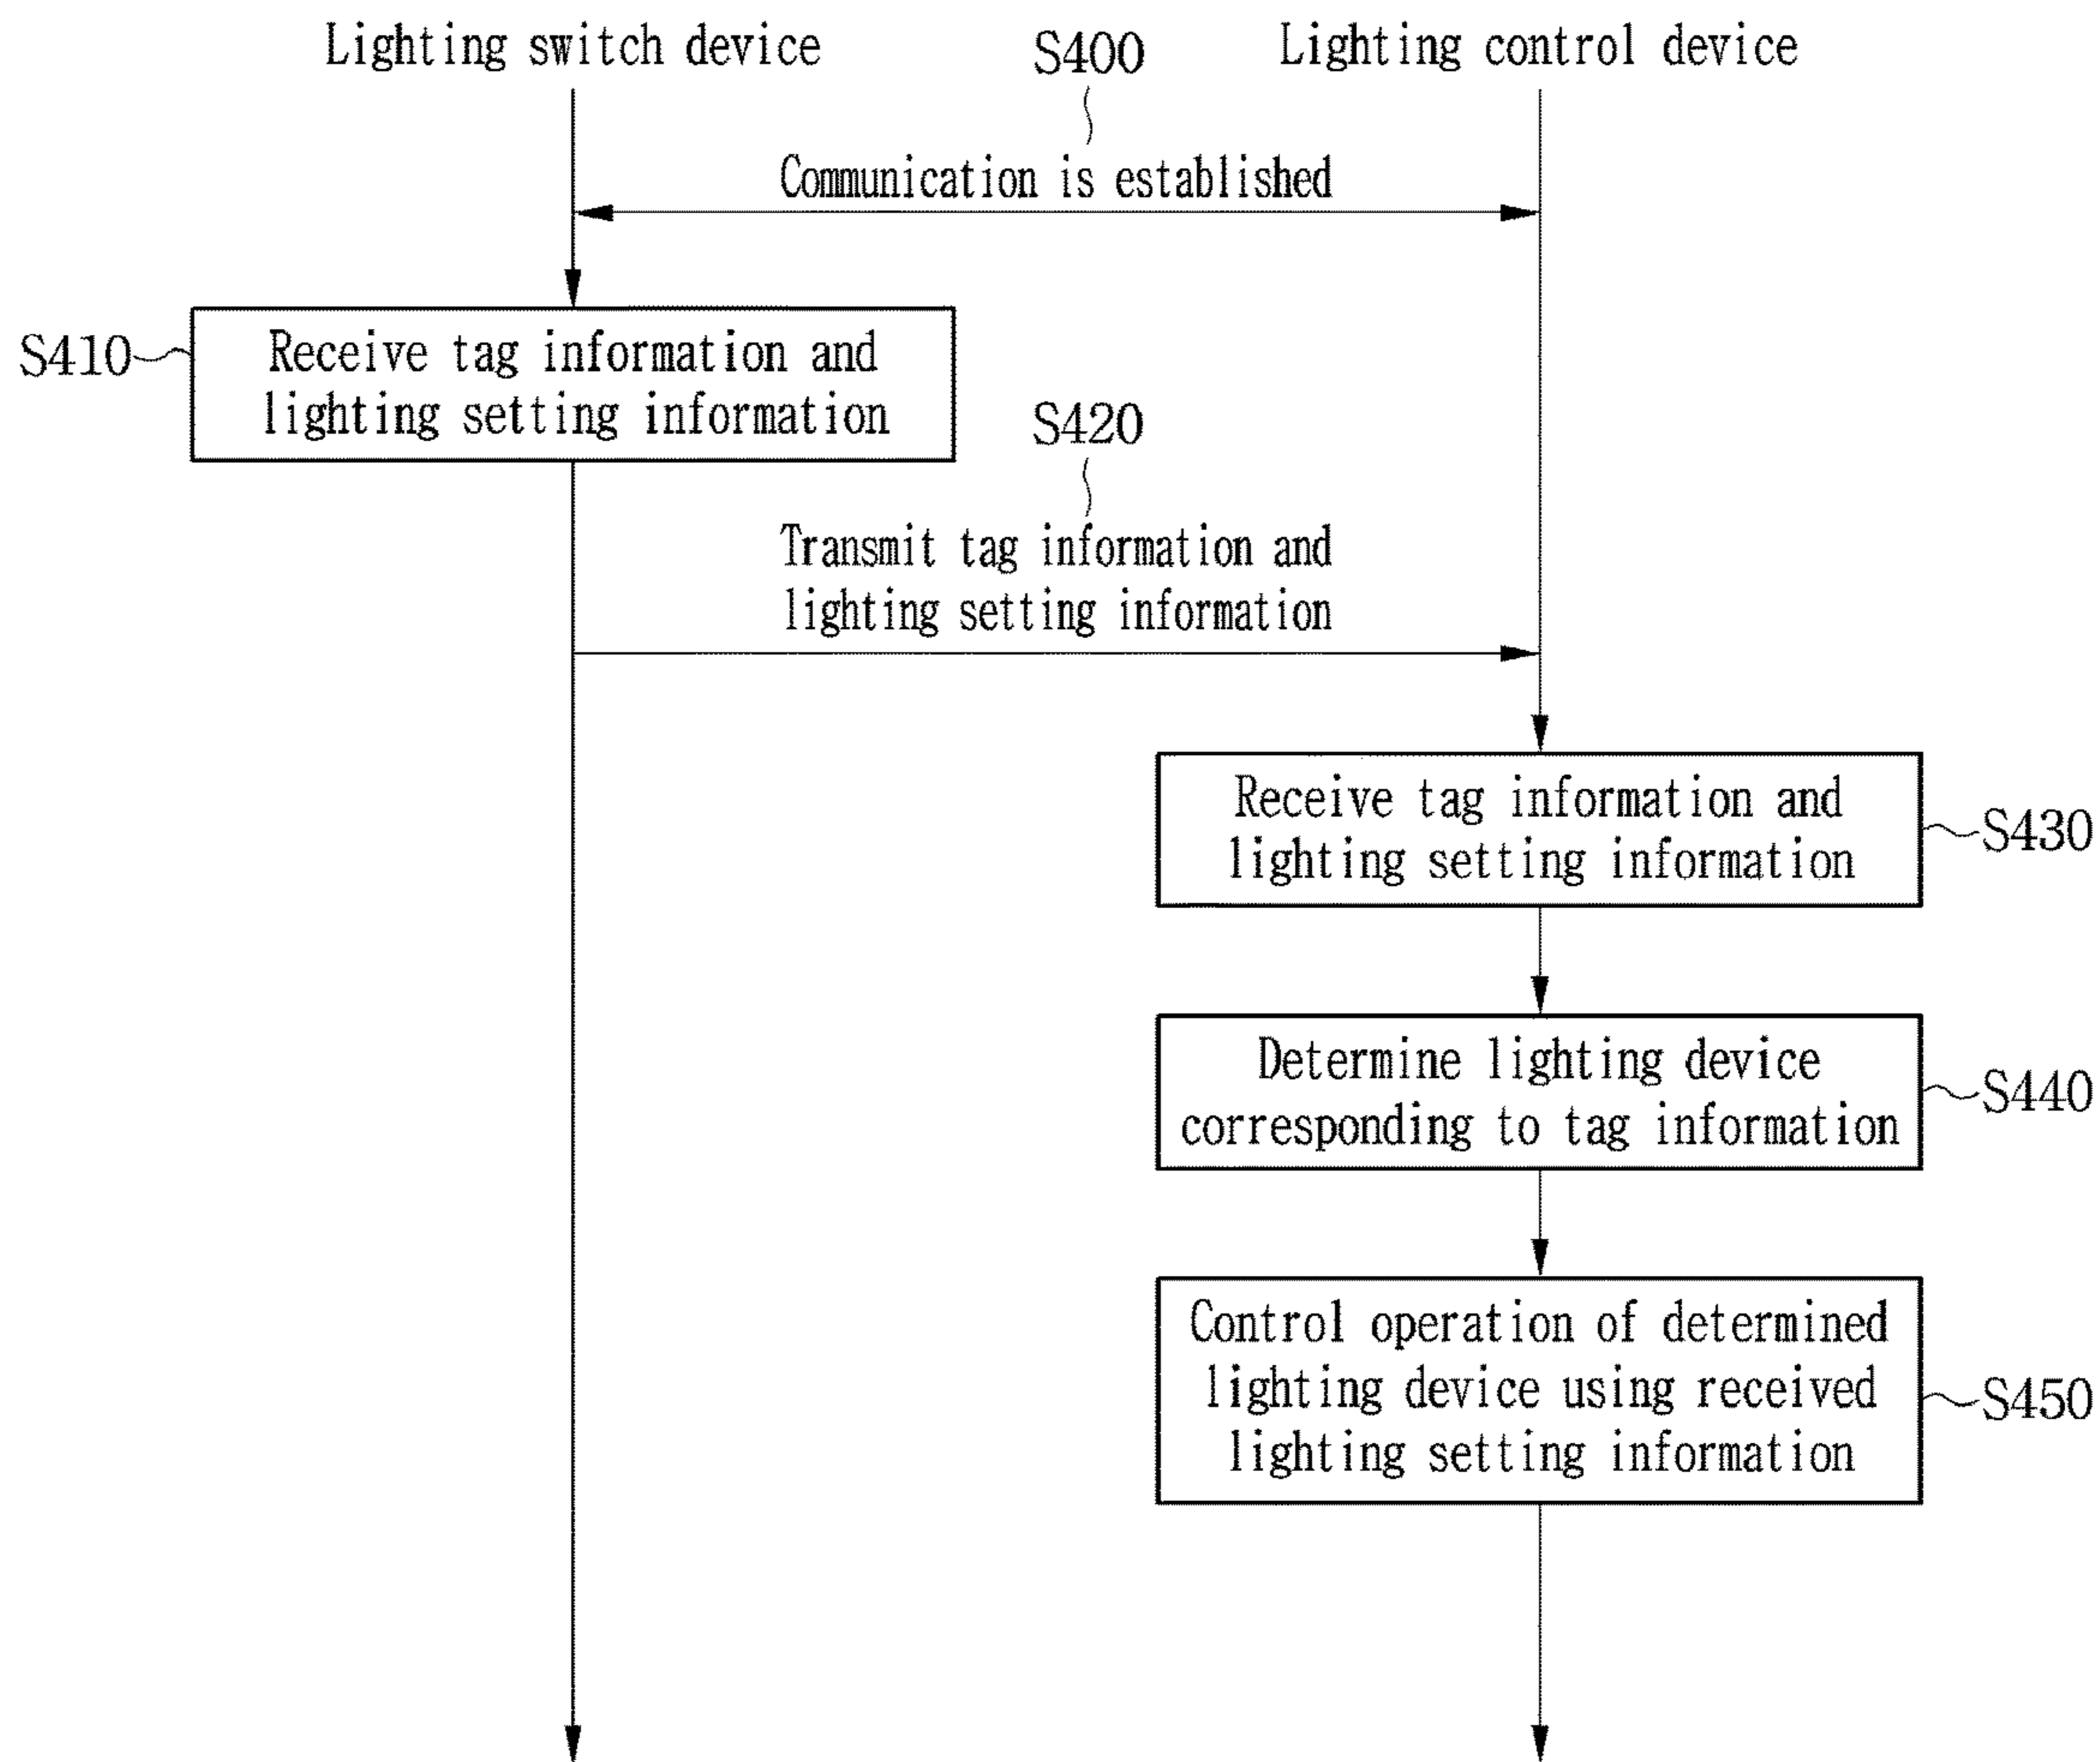 Lighting switch device
S400
Lighting control device
Communication is established
S410
Receive tag information and
lighting setting information
S420
Transmit tag information and
lighting setting information
Receive tag information and
lighting setting information
S430
Determine lighting device
corresponding to tag information
S440
Control operation of determined
lighting device using received
lighting setting information
S450